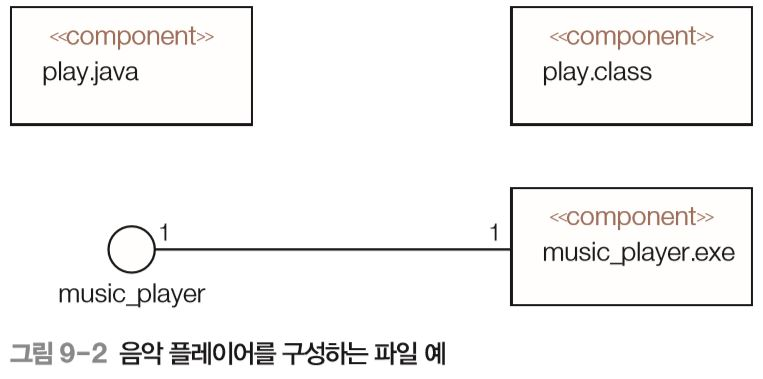 <<component>>
play.java
<<component>>
play.class
1
1
music_player
<<component>>
music_player.exe
그림 9-2 음악 플레이어를 구성하는 파일 예